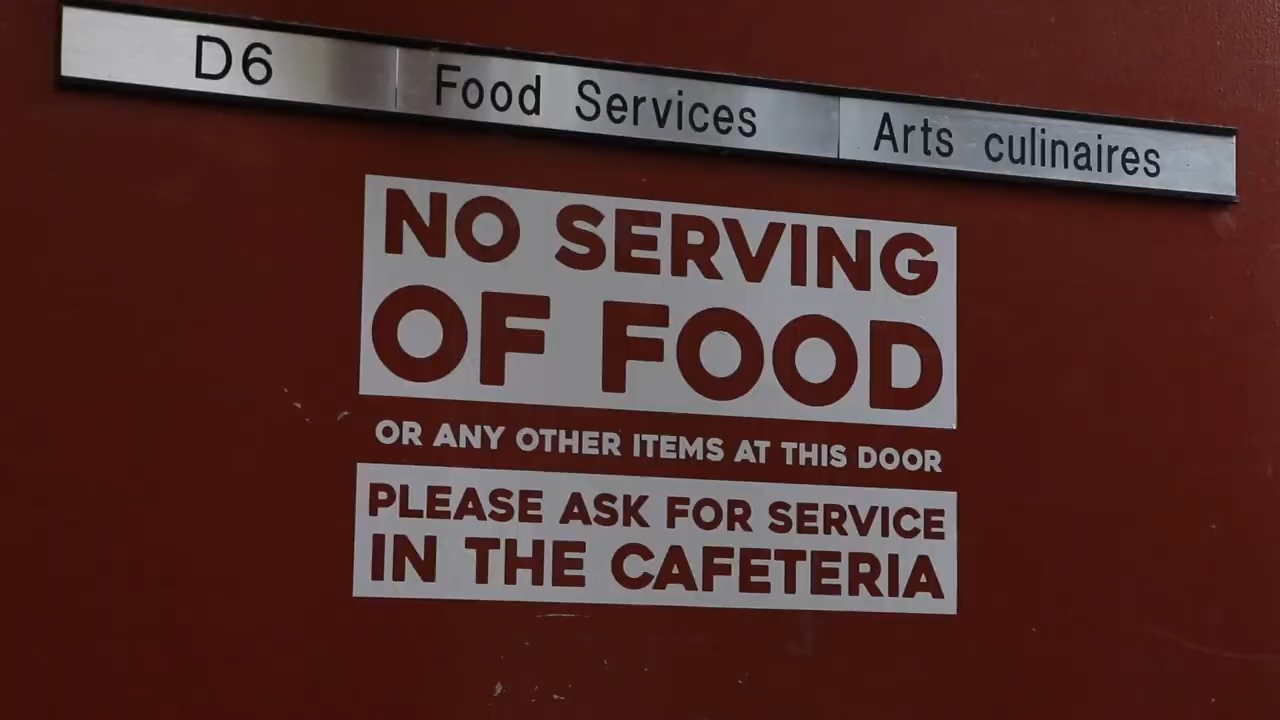 D6 Food Services Arts culinaires
NO SERVING
OF FOOD
OR ANY OTHER ITEMS AT THIS DOOR
PLEASE ASK FOR SERVICE
IN THE CAFETERIA